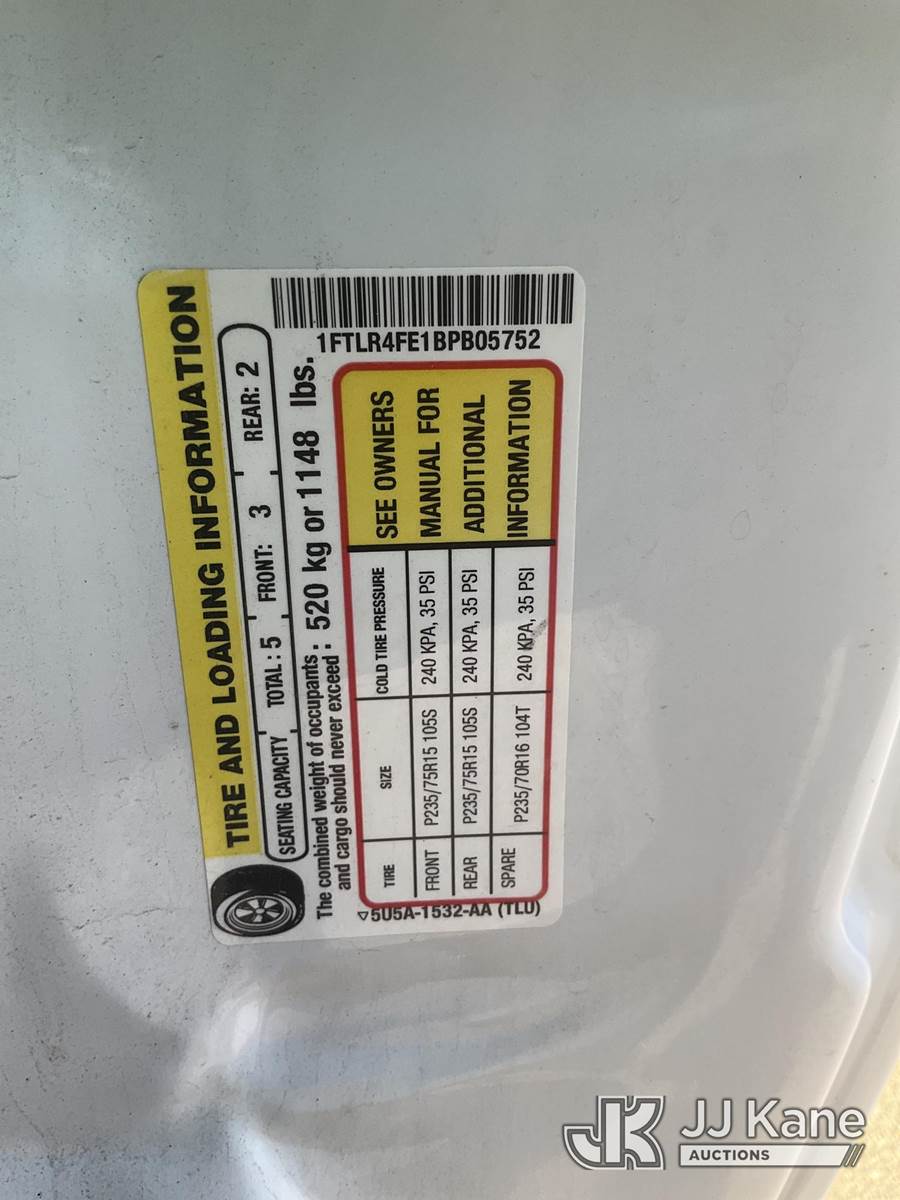 TIRE AND LOADING INFORMATION
SEATING CAPACITY TOTAL : 5 FRONT: 3 REAR: 2
The combined weight of occupants : 520 kg or 1148 lbs.
and cargo should never exceed :
TIRE SIZE COLD TIRE PRESSURE
FRONT P235/75R15 105S 240 KPA, 35 PSI
REAR P235/75R15 105S 240 KPA, 35 PSI
SPARE P235/70R16 104T 240 KPA, 35 PSI
SEE OWNERS
MANUAL FOR
ADDITIONAL
INFORMATION
5U5A-1532-AA (TLU)
1FTLR4FE1BPB05752
JK JJ Kane
AUCTIONS